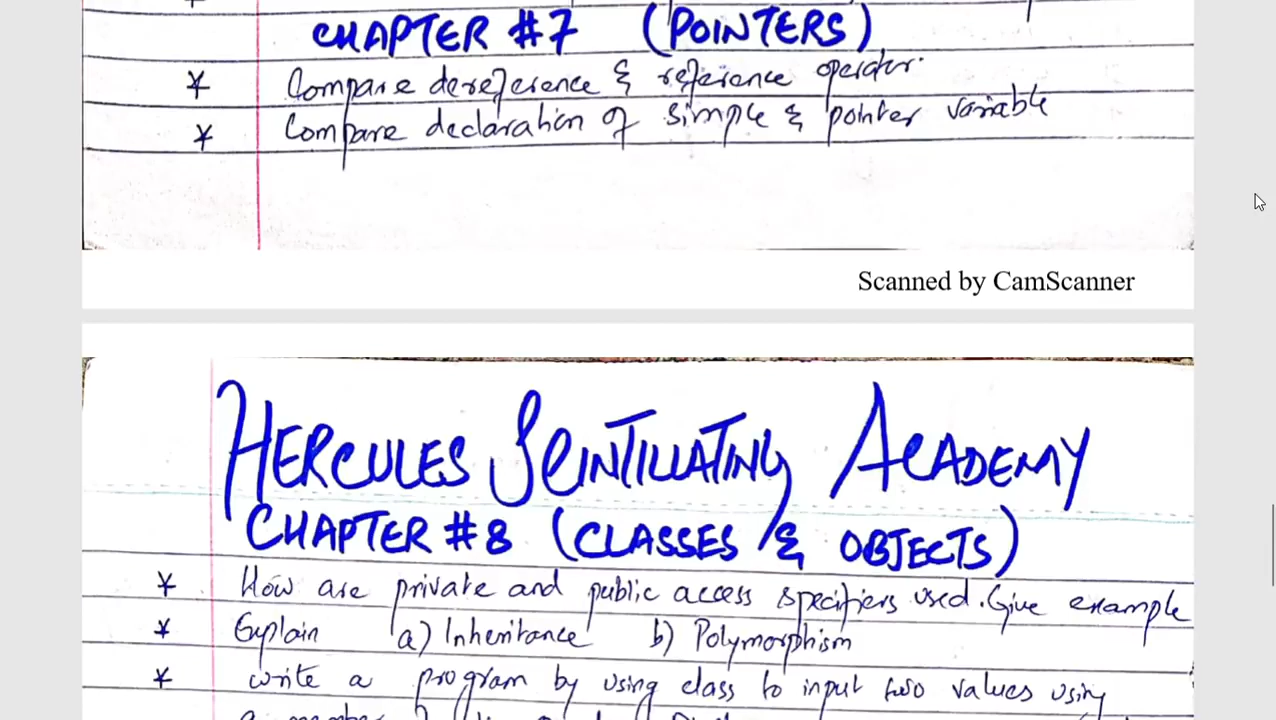 CHAPTER #7 (POINTERS)
¥ Compare dereference & reference operator.
¥ Compare declaration of simple & pointer variable
Scanned by CamScanner
HERCULES SCINTILLATING ACADEMY
CHAPTER #8 (CLASSES & OBJECTS)
¥ How are private and public access specifiers used. Give example
¥ Explain a) Inheritance b) Polymorphism
¥ write a program by using class to input two values using
a member